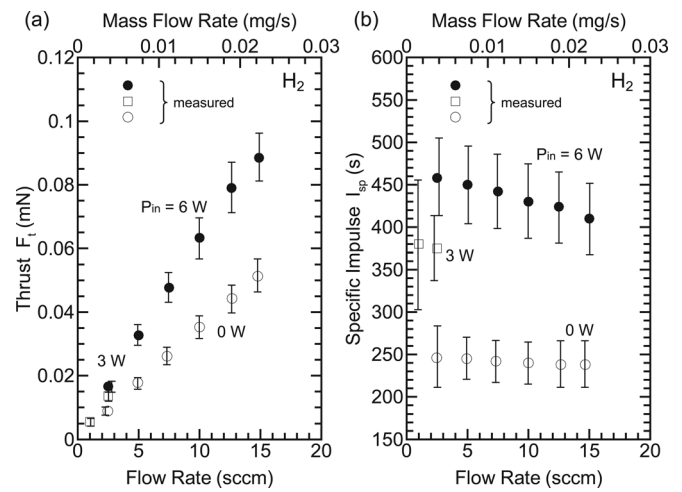 (a)
Mass Flow Rate (mg/s)
0 0.01 0.02 0.03
0.12
0.1
0.08
0.06
0.04
0.02
0
Thrust Ft (mN)
H2
measured
Pin = 6 W
0 W
3 W
0 5 10 15 20
Flow Rate (sccm)
(b)
Mass Flow Rate (mg/s)
0 0.01 0.02 0.03
600
550
500
450
400
350
300
250
200
150
Specific Impulse Isp (s)
H2
measured
Pin = 6 W
3 W
0 W
0 5 10 15 20
Flow Rate (sccm)